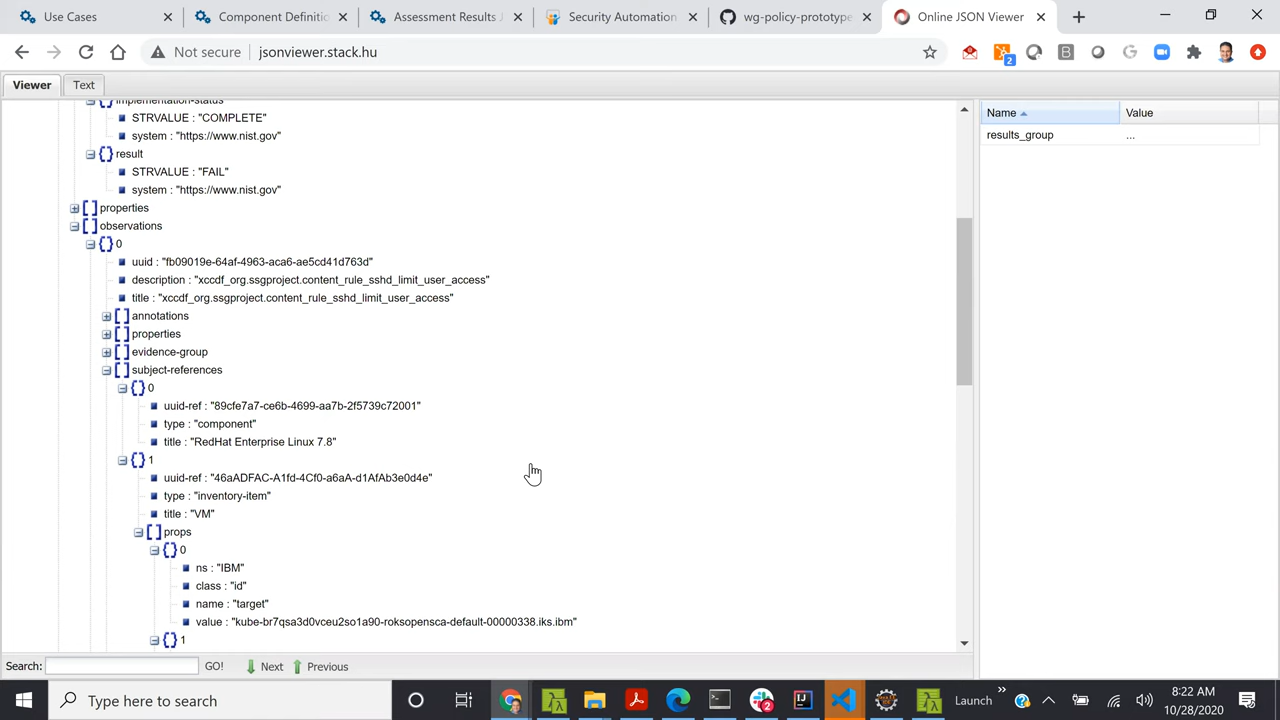 Use Cases
Component Definitio
Assessment Results J
Security Automation
wg-policy-prototype
Online JSON Viewer
Not secure
jsonviewer.stack.hu
2
Viewer
Text
implementation-status
STRVALUE : "COMPLETE"
system : "https://www.nist.gov"
result
STRVALUE : "FAIL"
system : "https://www.nist.gov"
properties
observations
0
uuid : "fb09019e-64af-4963-aca6-ae5cd41d763d"
description : "xccdf_org.ssgproject.content_rule_sshd_limit_user_access"
title : "xccdf_org.ssgproject.content_rule_sshd_limit_user_access"
annotations
properties
evidence-group
subject-references
0
uuid-ref : "89cfe7a7-ce6b-4699-aa7b-2f5739c72001"
type : "component"
title : "RedHat Enterprise Linux 7.8"
1
uuid-ref : "46aADFAC-A1fd-4Cf0-a6aA-d1AfAb3e0d4e"
type : "inventory-item"
title : "VM"
props
0
ns : "IBM"
class : "id"
name : "target"
value : "kube-br7qsa3d0vceu2so1a90-roksopensca-default-00000338.iks.ibm"
1
Name Value
results_group ...
Search: GO! Next Previous
Type here to search
2
Launch
8:22 AM
10/28/2020